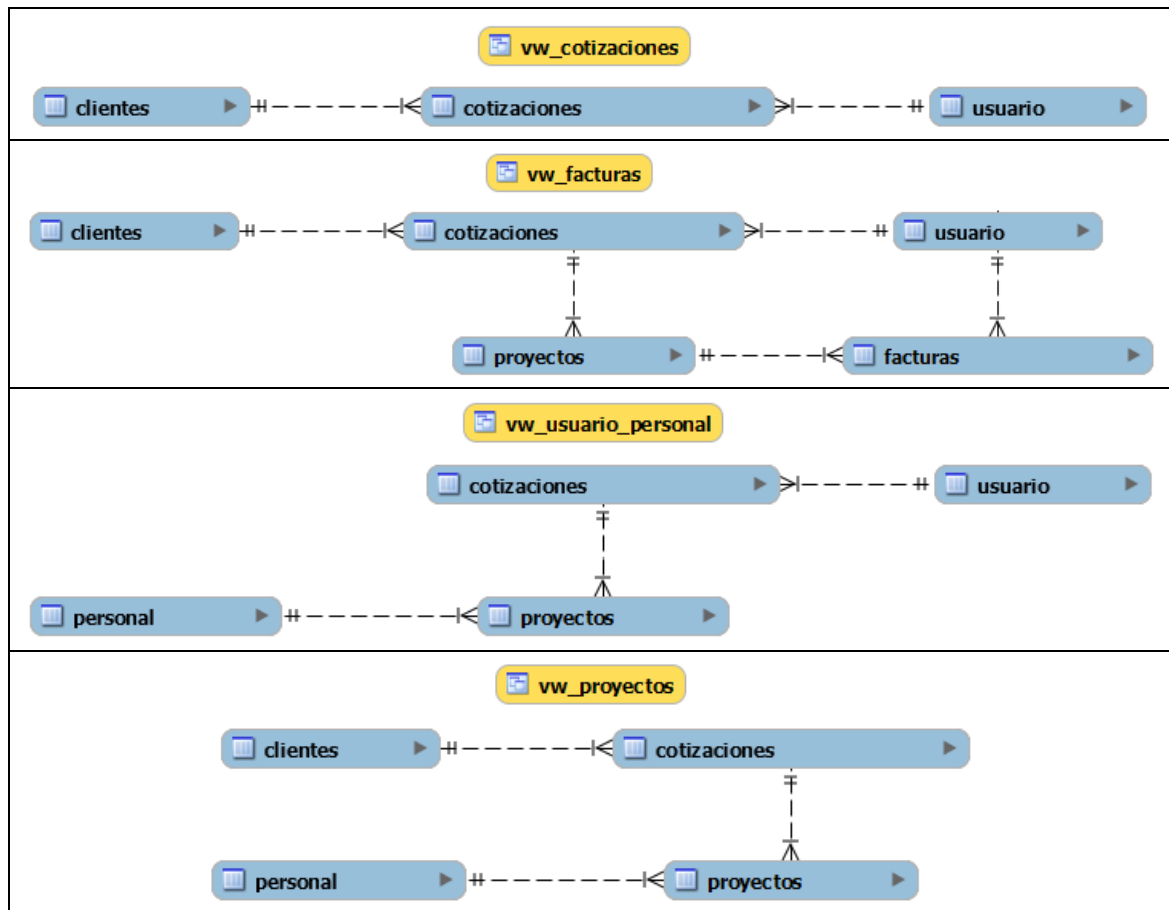 vw_cotizaciones
clientes cotizaciones usuario
vw_facturas
clientes cotizaciones usuario
proyectos facturas
vw_usuario_personal
cotizaciones usuario
personal proyectos
vw_proyectos
clientes cotizaciones
personal proyectos